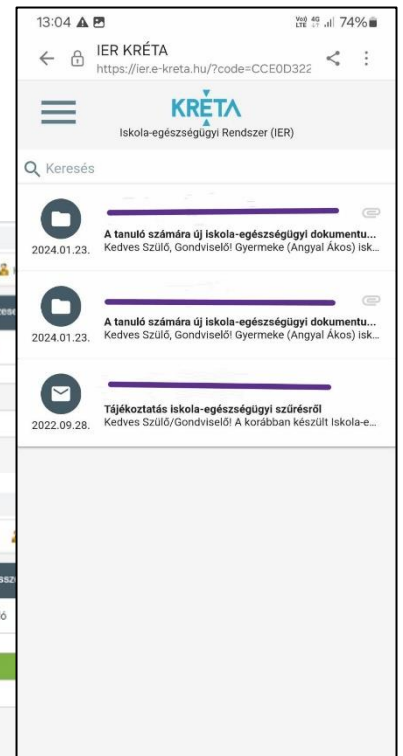 13:04
Vo)) 4G
LTE
74%
IER KRÉTA
https://ier.e-kreta.hu/?code=CCE0D322
KRÉTA
Iskola-egészségügyi Rendszer (IER)
Keresés
A tanuló számára új iskola-egészségügyi dokumentu...
2024.01.23. Kedves Szülő, Gondviselő! Gyermeke (Angyal Ákos) isk...
A tanuló számára új iskola-egészségügyi dokumentu...
2024.01.23. Kedves Szülő, Gondviselő! Gyermeke (Angyal Ákos) isk...
Tájékoztatás iskola-egészségügyi szűrésről
2022.09.28. Kedves Szülő/Gondviselő! A korábban készült Iskola-e...